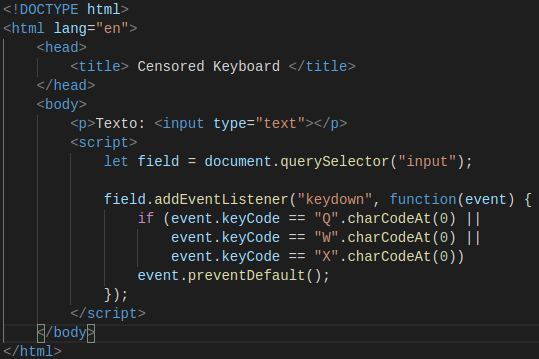 <!DOCTYPE html>
<html lang="en">
    <head>
        <title> Censored Keyboard </title>
    </head>
    <body>
        <p>Texto: <input type="text"></p>
        <script>
            let field = document.querySelector("input");

            field.addEventListener("keydown", function(event) {
                if (event.keyCode == "Q".charCodeAt(0) ||
                    event.keyCode == "W".charCodeAt(0) ||
                    event.keyCode == "X".charCodeAt(0))
                event.preventDefault();
            });
        </script>
    </body>
</html>